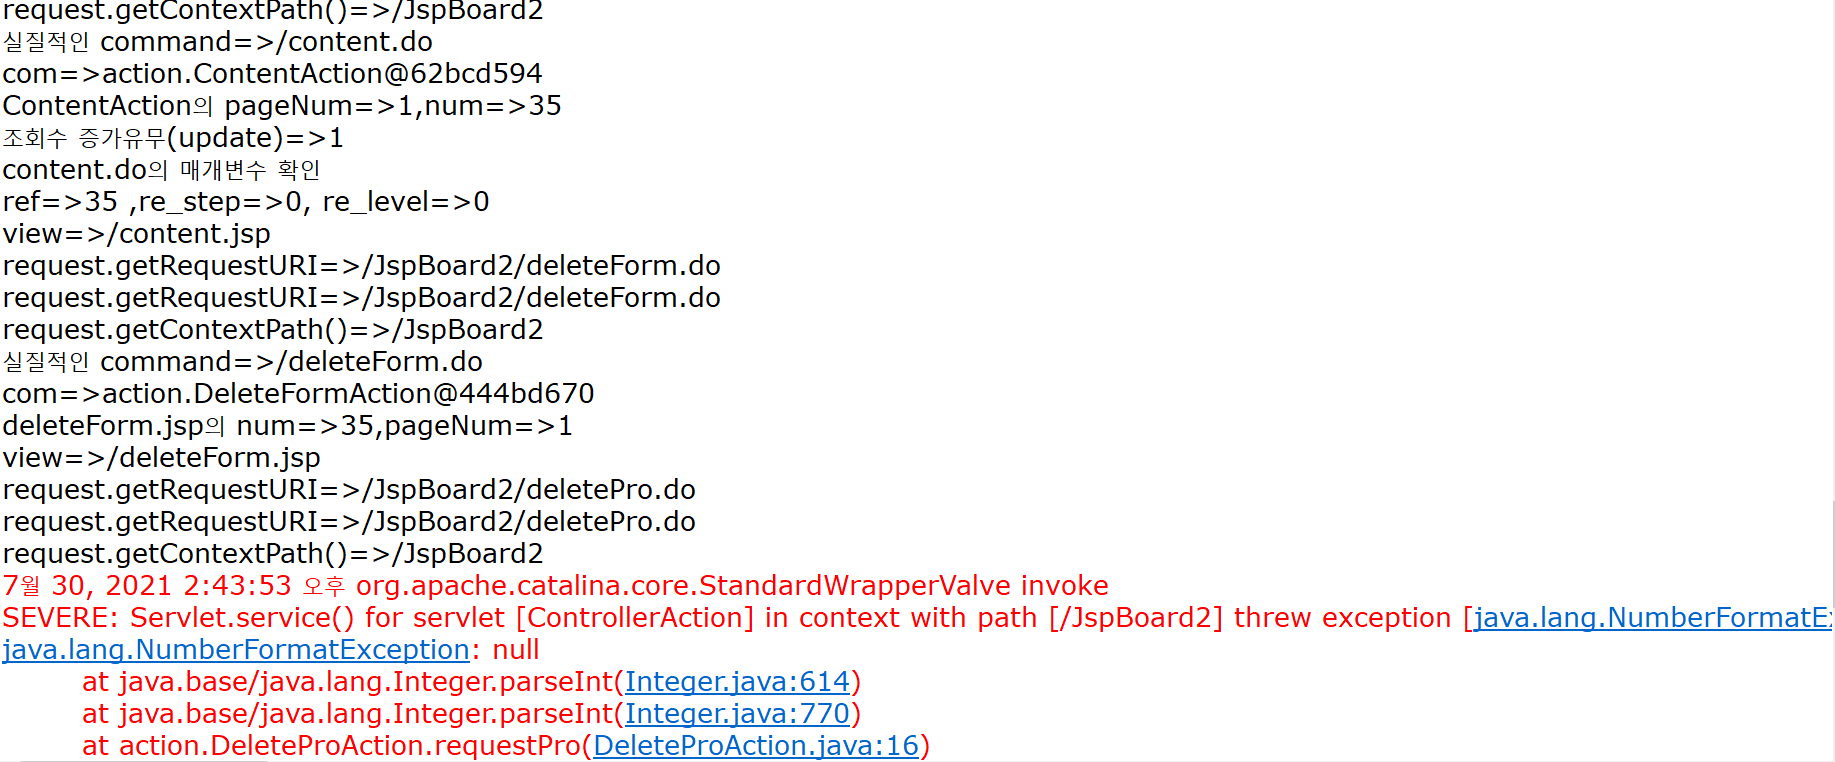 request.getContextPath()=>/JspBoard2
실질적인 command=>/content.do
com=>action.ContentAction@62bcd594
ContentAction의 pageNum=>1,num=>35
조회수 증가유무(update)=>1
content.do의 매개변수 확인
ref=>35 ,re_step=>0, re_level=>0
view=>/content.jsp
request.getRequestURI=>/JspBoard2/deleteForm.do
request.getRequestURI=>/JspBoard2/deleteForm.do
request.getContextPath()=>/JspBoard2
실질적인 command=>/deleteForm.do
com=>action.DeleteFormAction@444bd670
deleteForm.jsp의 num=>35,pageNum=>1
view=>/deleteForm.jsp
request.getRequestURI=>/JspBoard2/deletePro.do
request.getRequestURI=>/JspBoard2/deletePro.do
request.getContextPath()=>/JspBoard2
7월 30, 2021 2:43:53 오후 org.apache.catalina.core.StandardWrapperValve invoke
SEVERE: Servlet.service() for servlet [ControllerAction] in context with path [/JspBoard2] threw exception [java.lang.NumberFormatEx
java.lang.NumberFormatException: null
at java.base/java.lang.Integer.parseInt(Integer.java:614)
at java.base/java.lang.Integer.parseInt(Integer.java:770)
at action.DeleteProAction.requestPro(DeleteProAction.java:16)